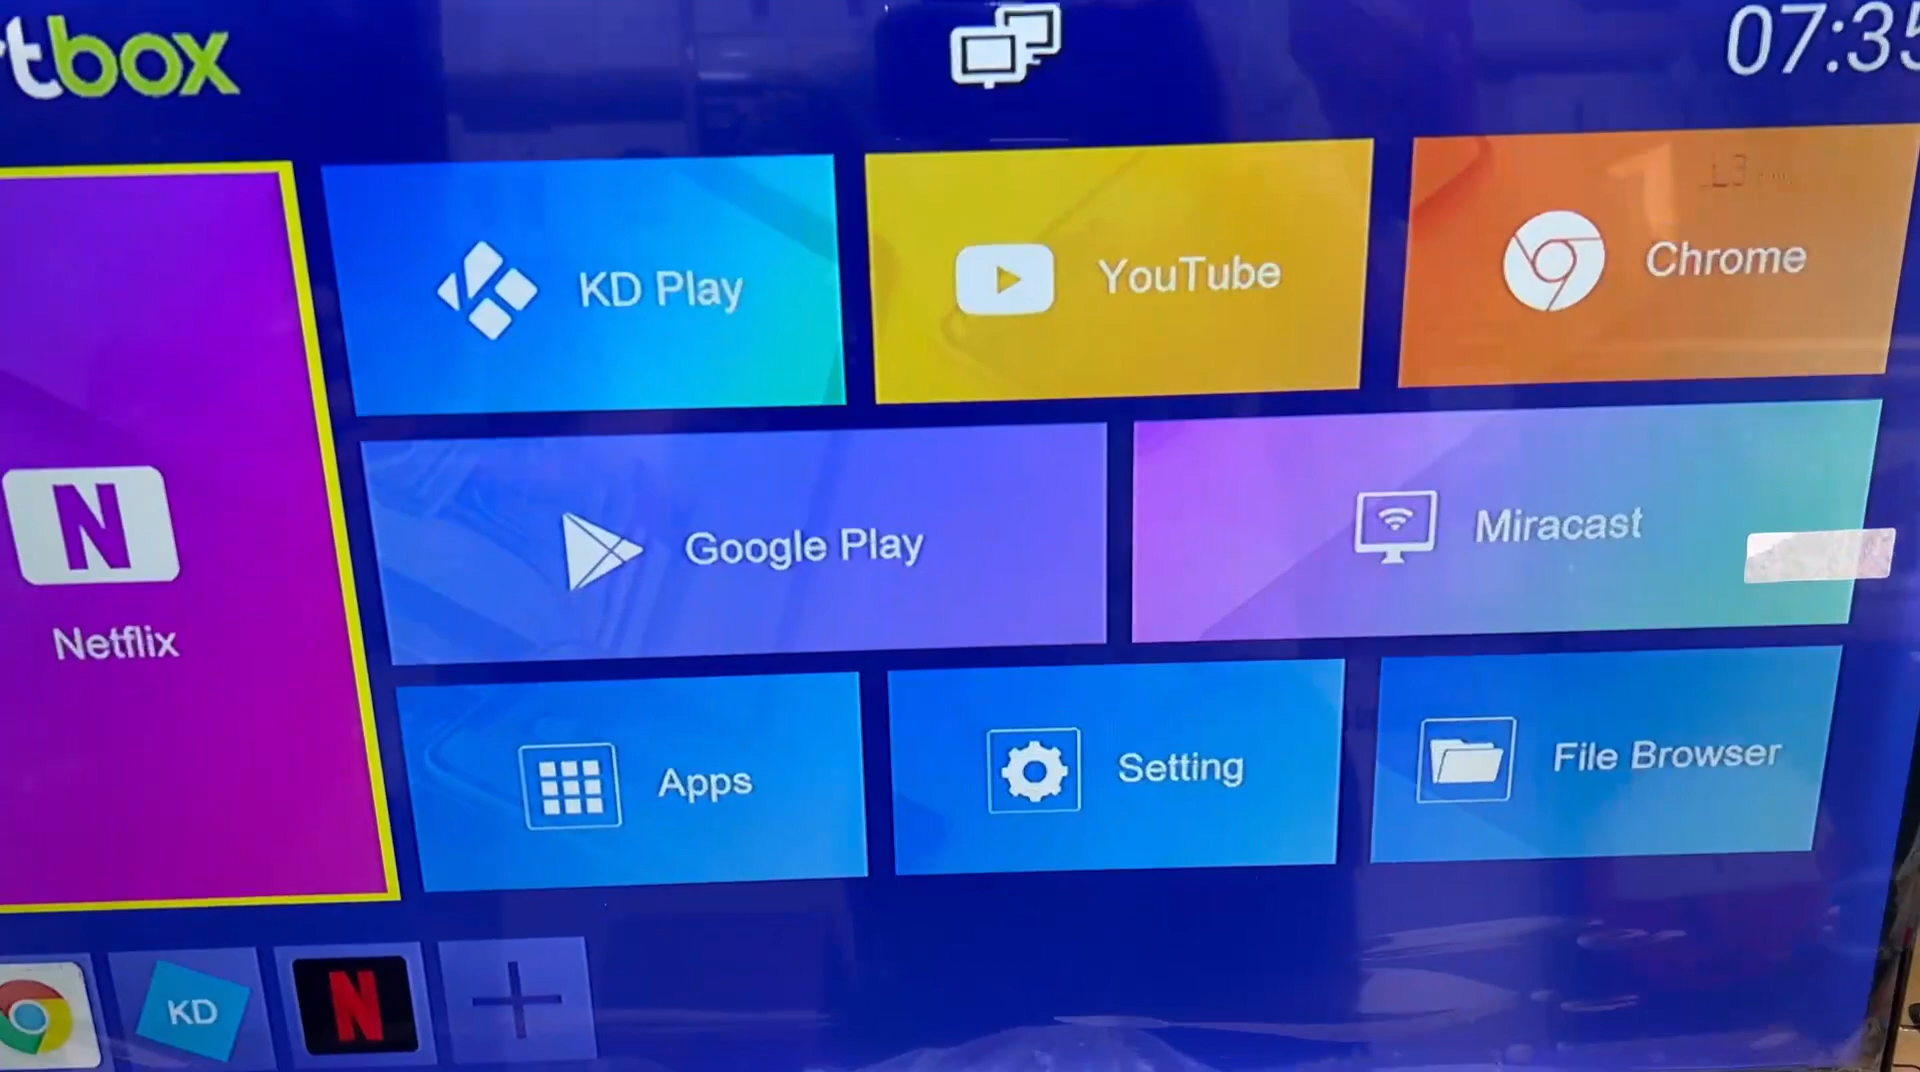 tbox
07:35
KD Play
YouTube
Chrome
Netflix
Google Play
Miracast
Apps
Setting
File Browser
KD